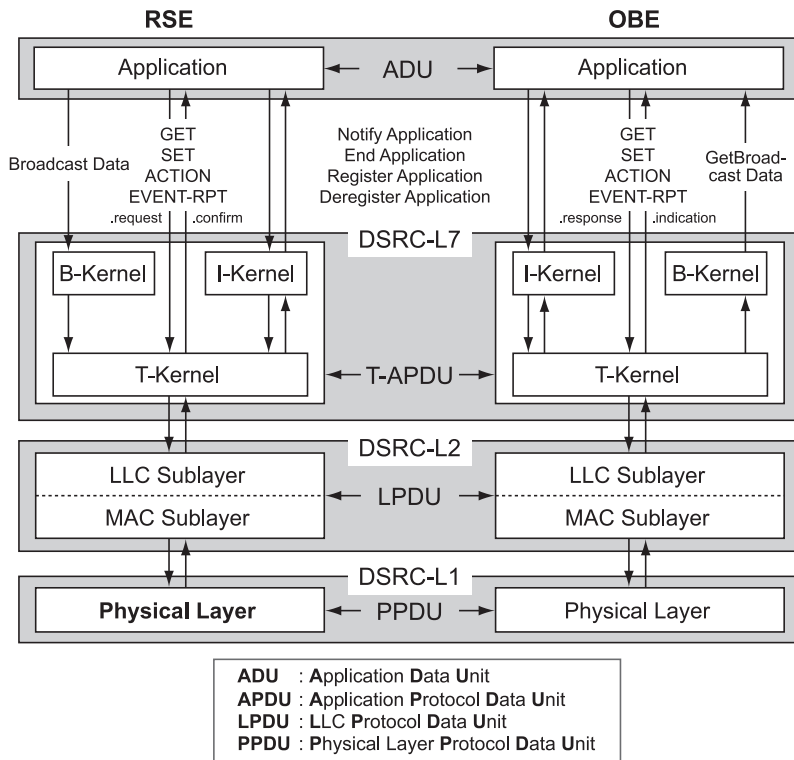 RSE
OBE
Application
ADU
Application
Broadcast Data
GET
SET
ACTION
EVENT-RPT
.request
.confirm
Notify Application
End Application
Register Application
Deregister Application
GET
SET
ACTION
EVENT-RPT
.response
.indication
GetBroad-
cast Data
DSRC-L7
B-Kernel
I-Kernel
I-Kernel
B-Kernel
T-Kernel
T-APDU
T-Kernel
DSRC-L2
LLC Sublayer
MAC Sublayer
LPDU
LLC Sublayer
MAC Sublayer
DSRC-L1
Physical Layer
PPDU
Physical Layer
ADU : Application Data Unit
APDU : Application Protocol Data Unit
LPDU : LLC Protocol Data Unit
PPDU : Physical Layer Protocol Data Unit